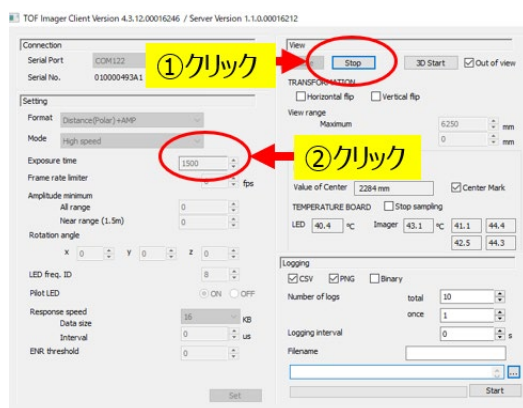 TOF Imager Client Version 4.3.12.00016246 / Server Version 1.1.0.00016212
Connection
Serial Port COM122
Serial No. 010000493A1
①クリック
Setting
Format Distance(Polar)+AMP
Mode High speed
Exposure time 1500
Frame rate limiter fps
Amplitude minimum
All range 0
Near range (1.5m) 0
Rotation angle
x 0 y 0 z 0
LED freq. ID 8
Pilot LED ON OFF
Response speed
Data size 16 KB
Interval 0 us
ENR threshold 0
Set
View
Stop 3D Start Out of view
TRANSFORMATION
Horizontal flip Vertical flip
View range
Maximum 6250 mm
0 mm
②クリック
Value of Center 2284 mm Center Mark
TEMPERATURE BOARD Stop sampling
LED 40.4 ℃ Imager 43.1 ℃ 41.1 44.4
42.5 44.3
Logging
CSV PNG Binary
Number of logs total 10
once 1
Logging interval 0 s
Filename
...
Start